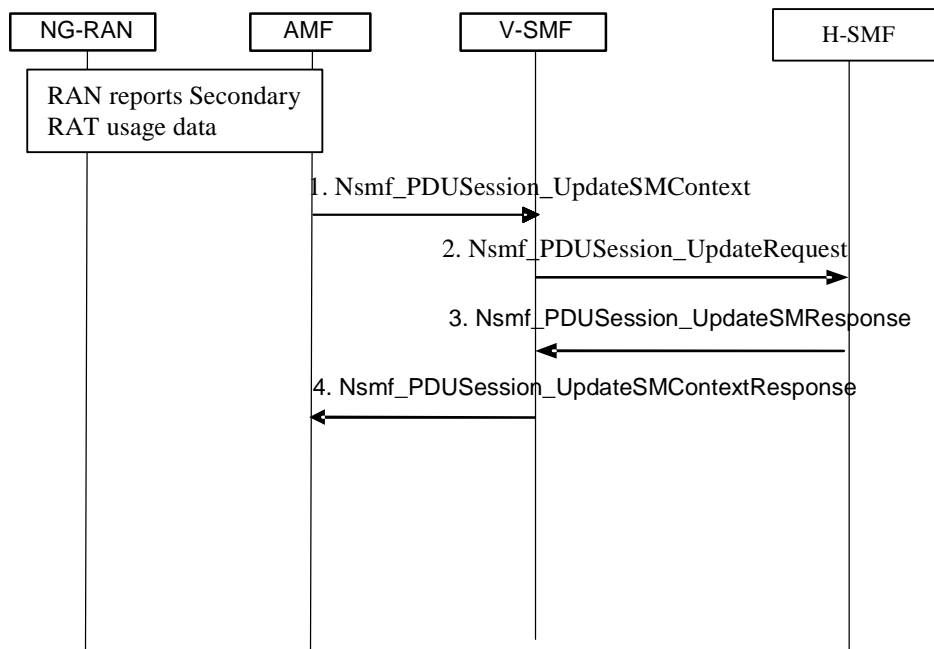 NG-RAN
AMF
V-SMF
H-SMF
RAN reports Secondary
RAT usage data
1. Nsmf_PDUSession_UpdateSMContext
2. Nsmf_PDUSession_UpdateRequest
3. Nsmf_PDUSession_UpdateSMResponse
4. Nsmf_PDUSession_UpdateSMContextResponse